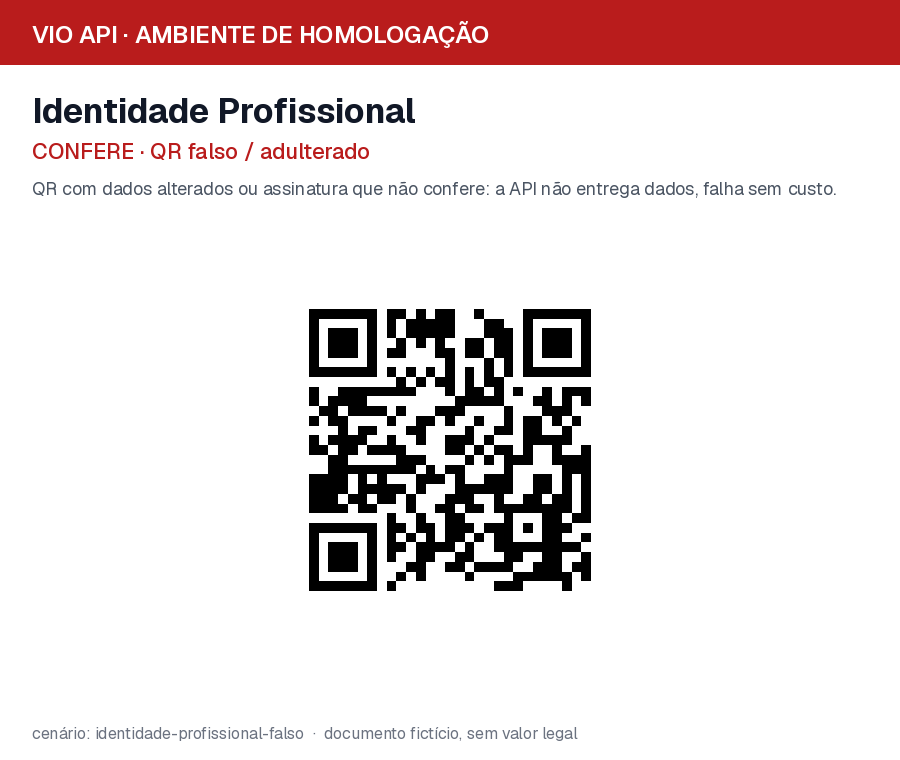 VIO API · AMBIENTE DE HOMOLOGAÇÃO
Identidade Profissional
CONFERE · QR falso / adulterado
QR com dados alterados ou assinatura que não confere: a API não entrega dados, falha sem custo.
cenário: identidade-profissional-falso · documento fictício, sem valor legal